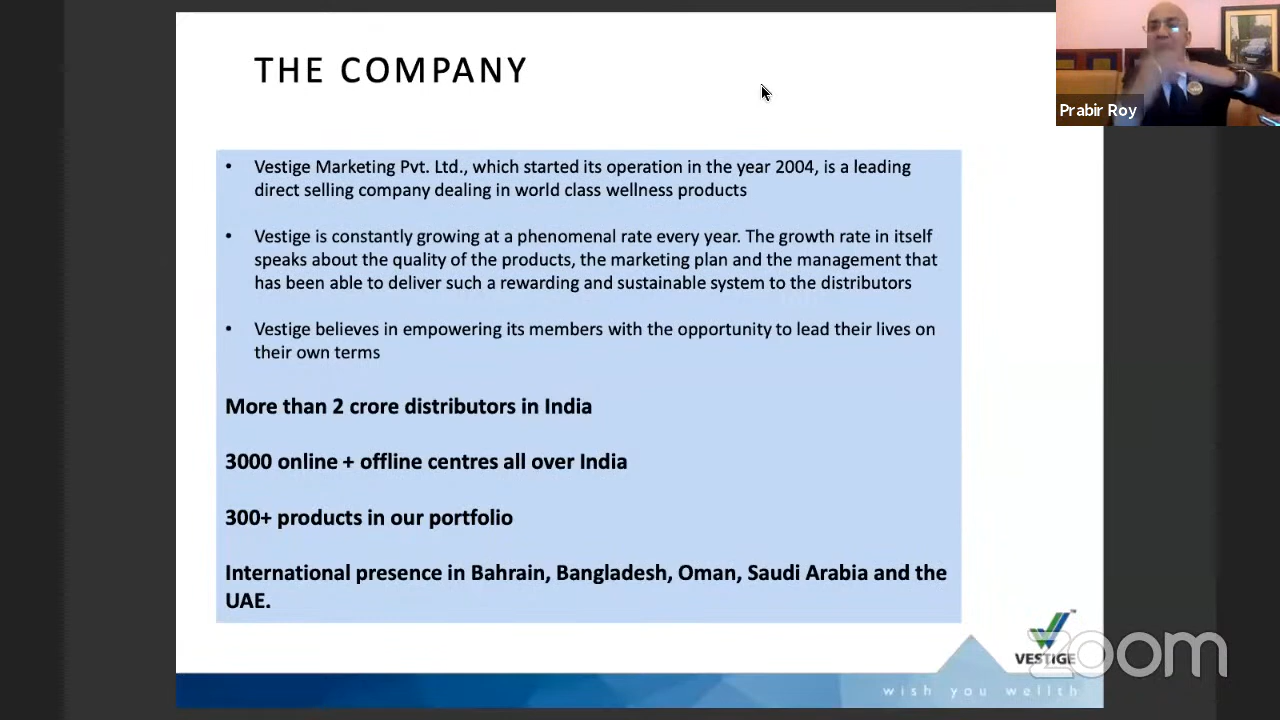 THE COMPANY
Prabir Roy
• Vestige Marketing Pvt. Ltd., which started its operation in the year 2004, is a leading
direct selling company dealing in world class wellness products
• Vestige is constantly growing at a phenomenal rate every year. The growth rate in itself
speaks about the quality of the products, the marketing plan and the management that
has been able to deliver such a rewarding and sustainable system to the distributors
• Vestige believes in empowering its members with the opportunity to lead their lives on
their own terms
More than 2 crore distributors in India
3000 online + offline centres all over India
300+ products in our portfolio
International presence in Bahrain, Bangladesh, Oman, Saudi Arabia and the
UAE.
VESTIGE
zoom
wish you wellth